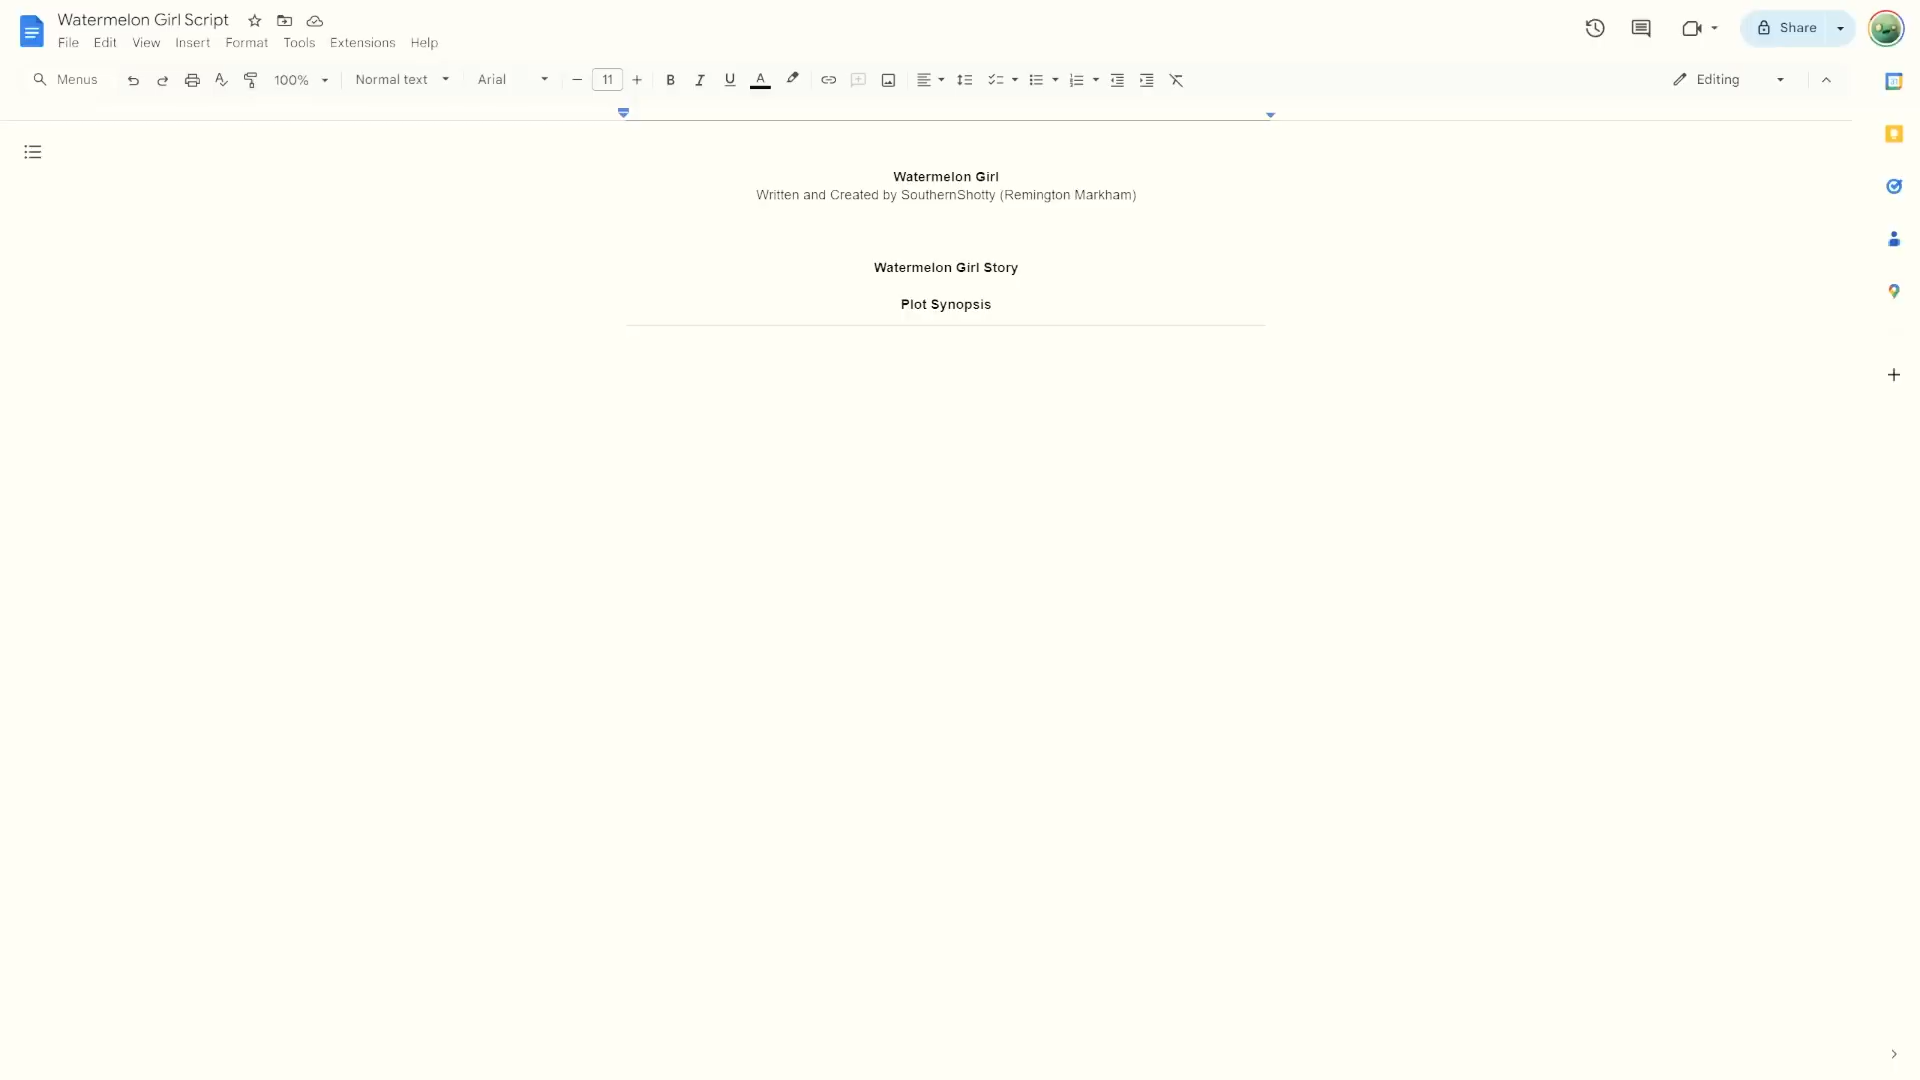 Watermelon Girl Script
File Edit View Insert Format Tools Extensions Help
Share
Menus 100% Normal text Arial 11 B I U A Editing
31
Watermelon Girl
Written and Created by SouthernShotty (Remington Markham)
Watermelon Girl Story
Plot Synopsis